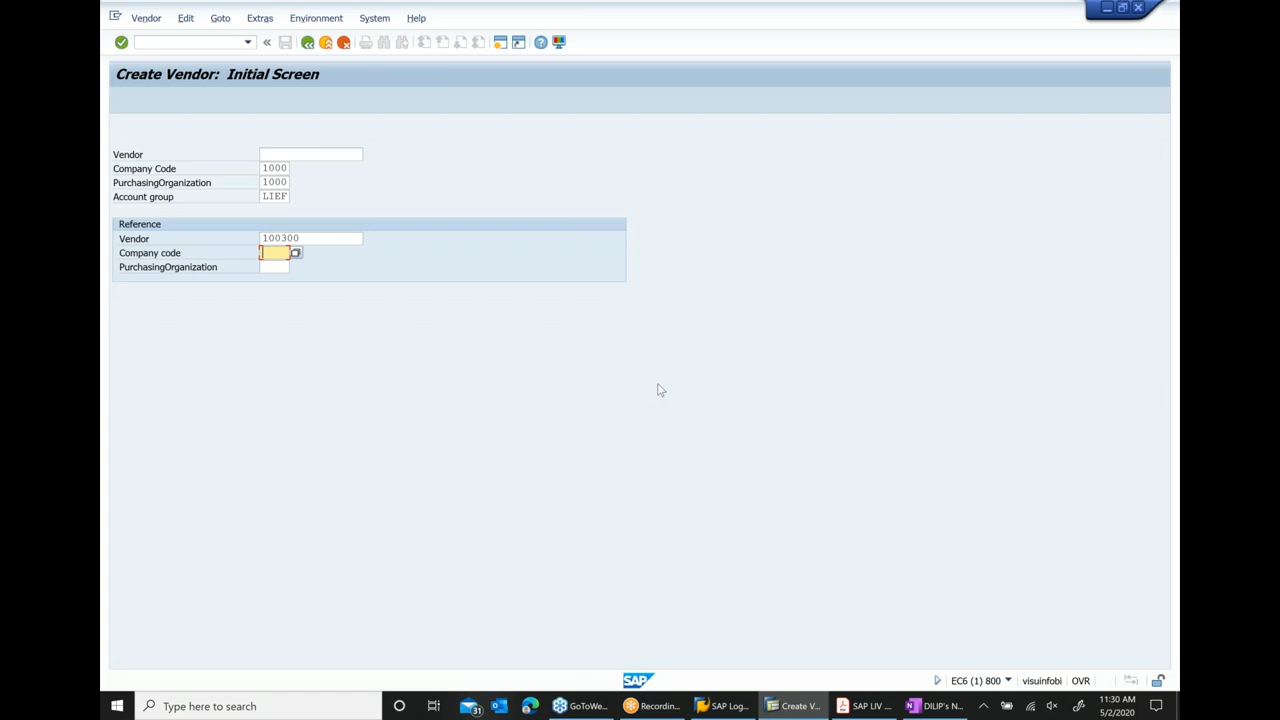 Vendor Edit Goto Extras Environment System Help
Create Vendor: Initial Screen
Vendor
Company Code 1000
PurchasingOrganization 1000
Account group LIEF
Reference
Vendor 100300
Company code
PurchasingOrganization
SAP
EC6 (1) 800 visuinfobi OVR
Type here to search
31
GoToWe...
Recordin...
SAP Log...
Create V...
SAP LIV ...
DILIP's N...
11:30 AM
5/2/2020